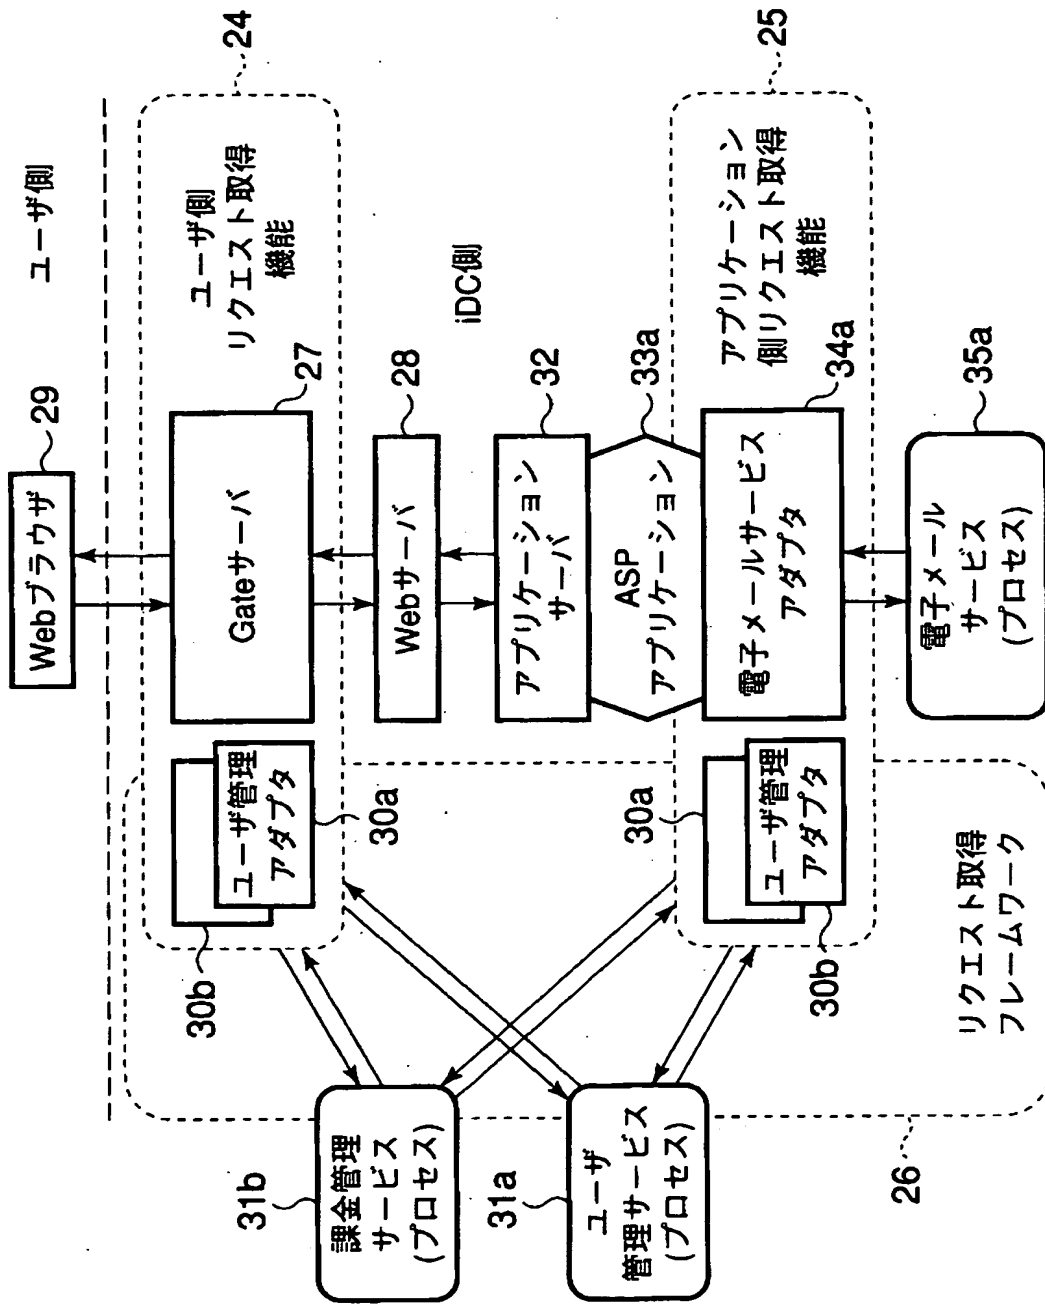 ユーザ側
Webブラウザ
29
24
ユーザ側
リクエスト取得
機能
Gateサーバ
27
ユーザ管理
アダプタ
30a
30b
iDC側
Webサーバ
28
アプリケーション
サーバ
32
ASP
アプリケーション
33a
25
アプリケーション
側リクエスト取得
機能
電子メールサービス
アダプタ
34a
ユーザ管理
アダプタ
30a
30b
電子メール
サービス
(プロセス)
35a
課金管理
サービス
(プロセス)
31b
ユーザ
管理サービス
(プロセス)
31a
リクエスト取得
フレームワーク
26